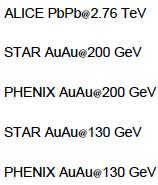 ALICE PbPb@2.76 TeV
STAR AuAu@200 GeV
PHENIX AuAu@200 GeV
STAR AuAu@130 GeV
PHENIX AuAu@130 GeV